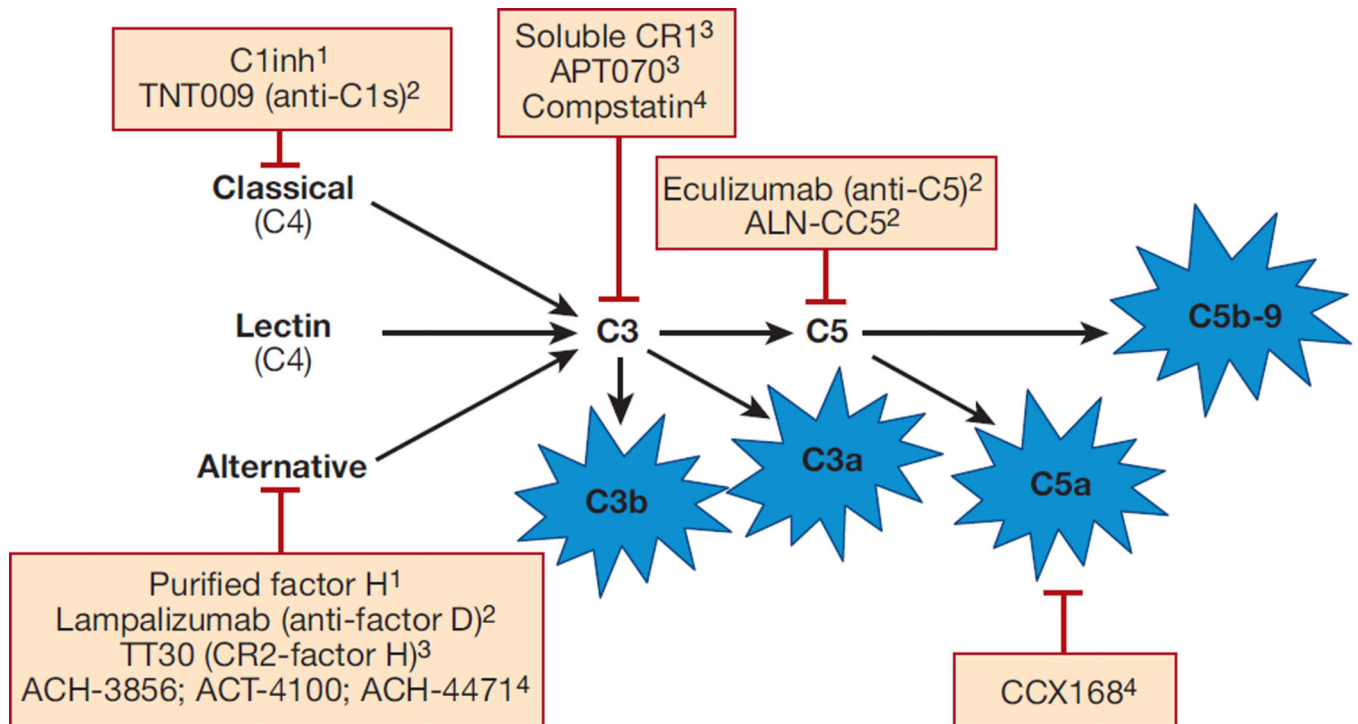 C1inh¹
TNT009 (anti-C1s)²
Soluble CR1³
APT070³
Compstatin⁴
Eculizumab (anti-C5)²
ALN-CC5²
Classical
(C4)
Lectin
(C4)
Alternative
C3
C5
C5b-9
C3b
C3a
C5a
Purified factor H¹
Lampalizumab (anti-factor D)²
TT30 (CR2-factor H)³
ACH-3856; ACT-4100; ACH-4471⁴
CCX168⁴